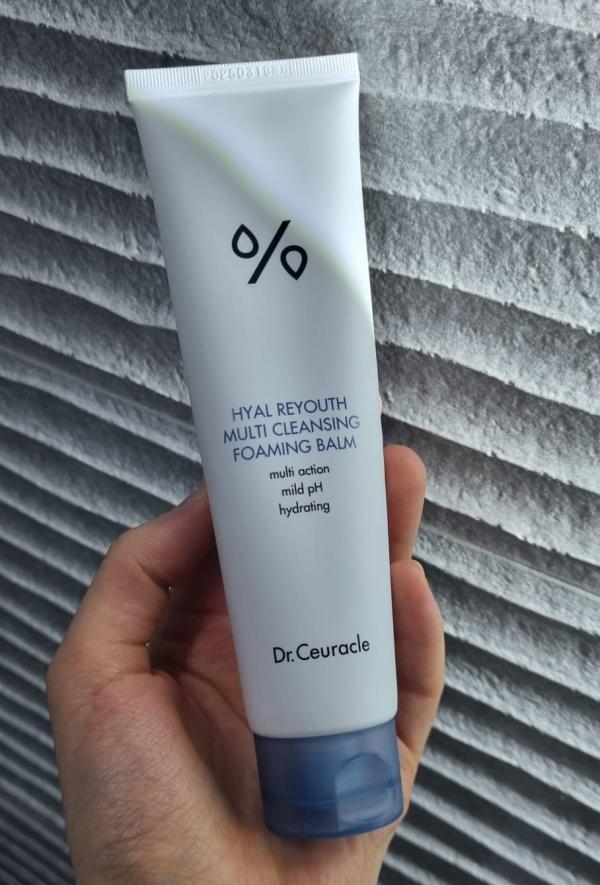 %
HYAL REYOUTH
MULTI CLEANSING
FOAMING BALM
multi action
mild pH
hydrating
Dr.Ceuracle